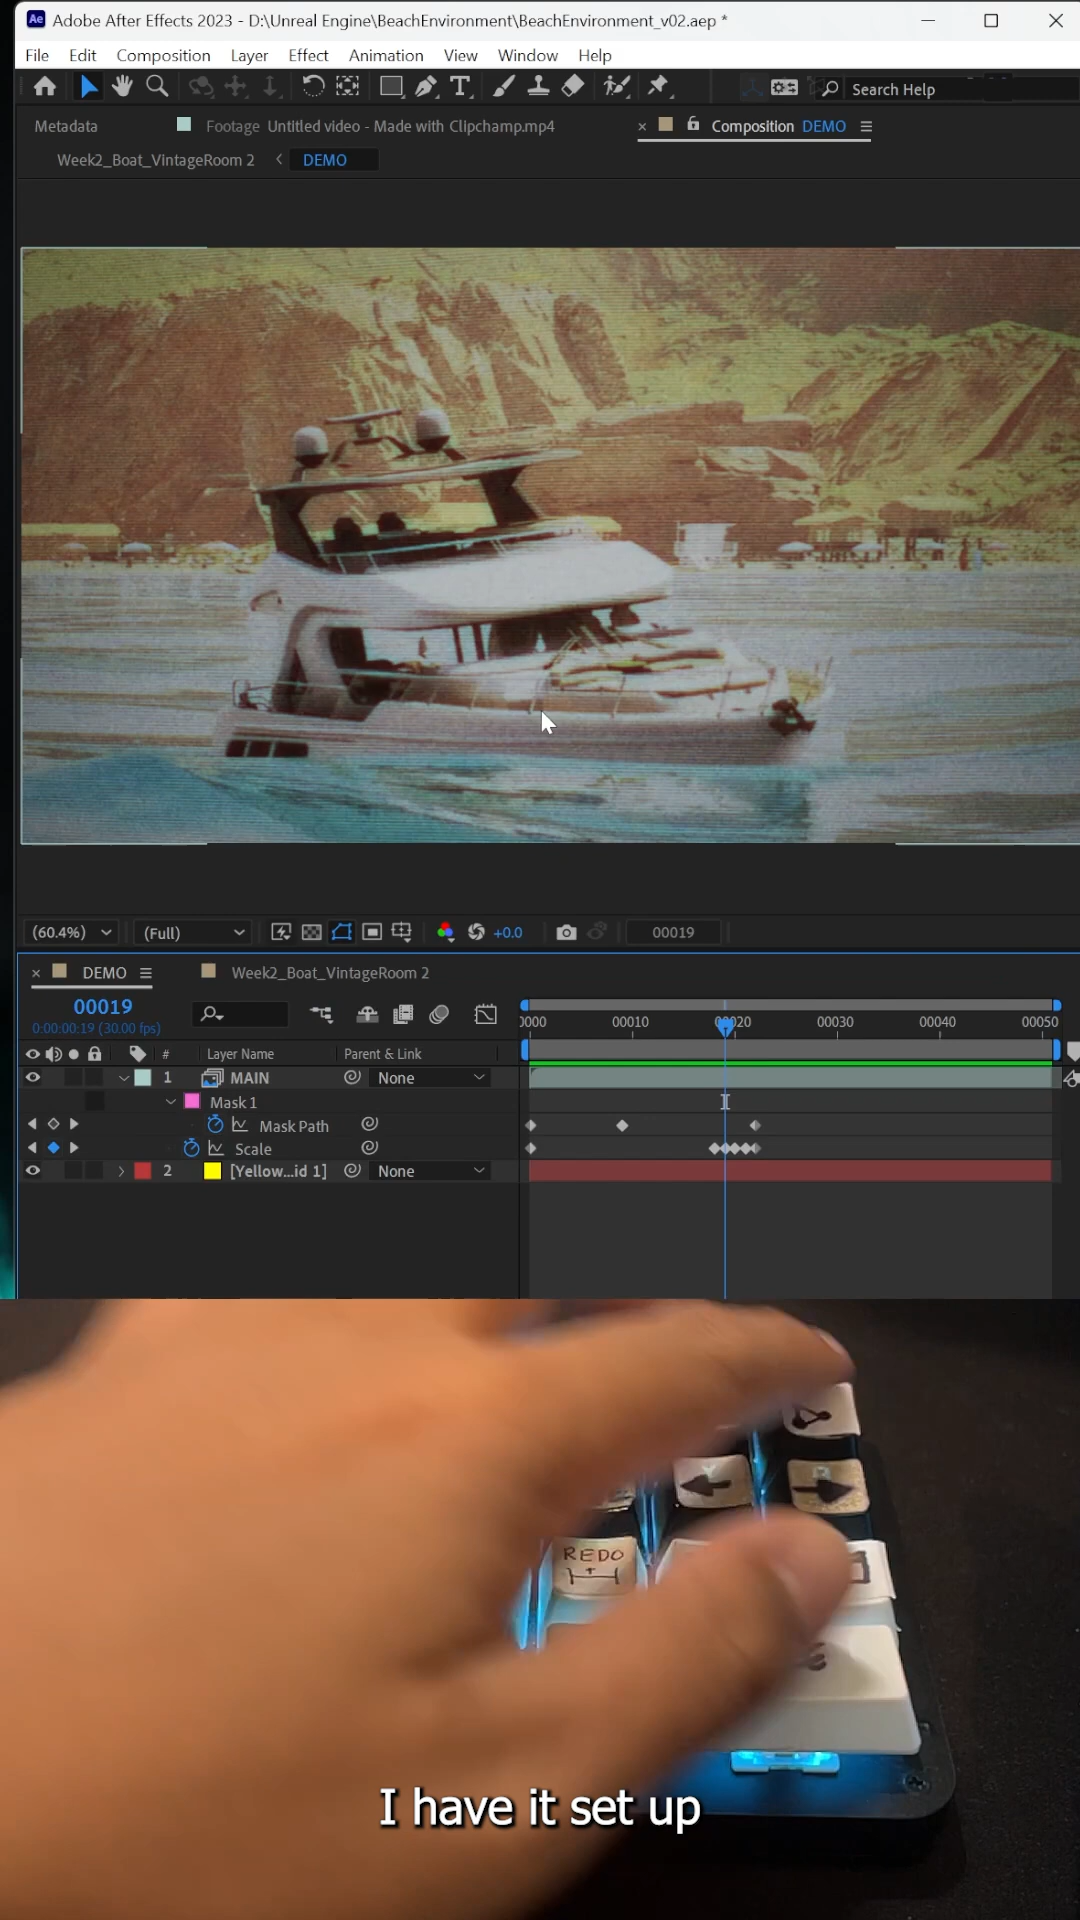 Ae Adobe After Effects 2023 - D:\Unreal Engine\BeachEnvironment\BeachEnvironment_v02.aep *
File Edit Composition Layer Effect Animation View Window Help
T Search Help
Metadata Footage Untitled video - Made with Clipchamp.mp4 × Composition DEMO
Week2_Boat_VintageRoom 2 < DEMO
(60.4%) (Full) +0.0 00019
× DEMO Week2_Boat_VintageRoom 2
00019
0:00:00:19 (30.00 fps)
0000 00010 00020 00030 00040 00050
# Layer Name Parent & Link
1 MAIN None
Mask 1
Mask Path
Scale
2 [Yellow...id 1] None
REDO
I have it set up